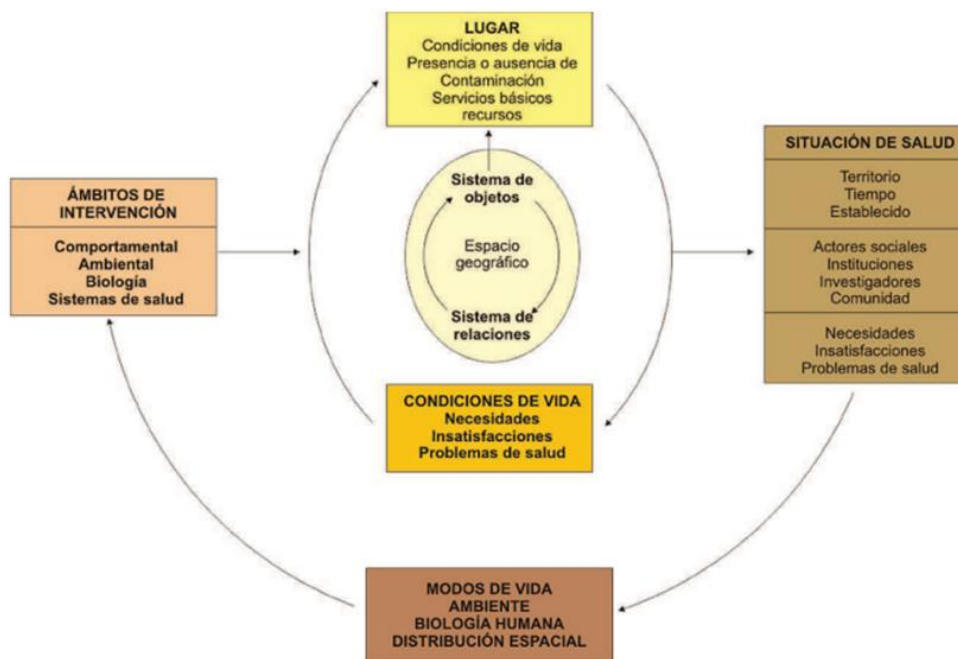 LUGAR
Condiciones de vida
Presencia o ausencia de
Contaminación
Servicios básicos
recursos
Sistema de
objetos
Espacio
geográfico
Sistema de
relaciones
ÁMBITOS DE
INTERVENCIÓN
Comportamental
Ambiental
Biología
Sistemas de salud
SITUACIÓN DE SALUD
Territorio
Tiempo
Establecido
Actores sociales
Instituciones
Investigadores
Comunidad
Necesidades
Insatisfacciones
Problemas de salud
CONDICIONES DE VIDA
Necesidades
Insatisfacciones
Problemas de salud
MODOS DE VIDA
AMBIENTE
BIOLOGÍA HUMANA
DISTRIBUCIÓN ESPACIAL